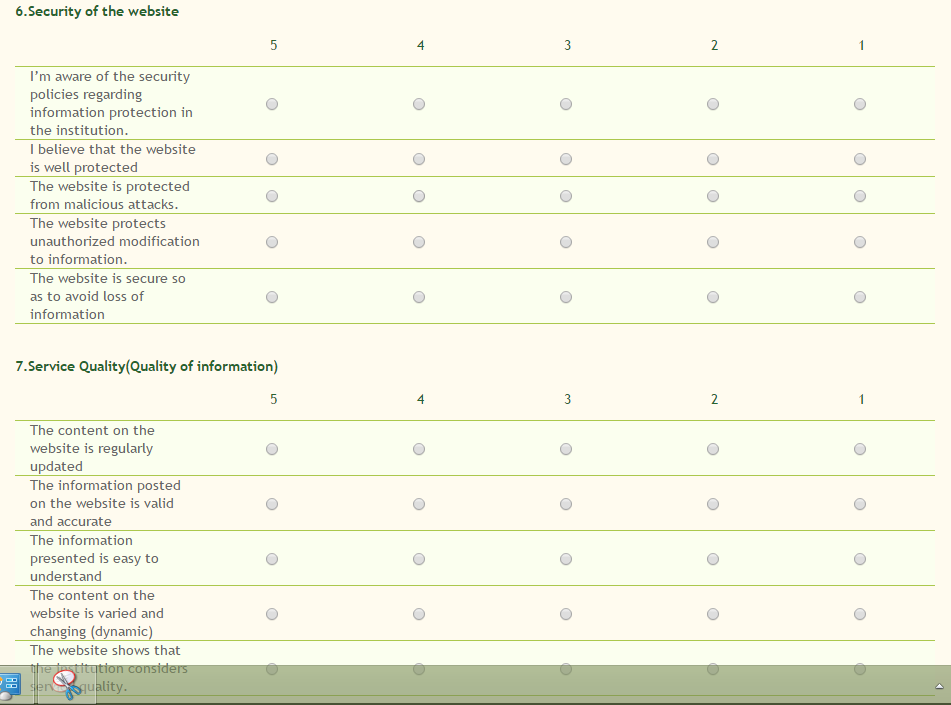 6.Security of the website
5 4 3 2 1
I’m aware of the security
policies regarding
information protection in
the institution.
I believe that the website
is well protected
The website is protected
from malicious attacks.
The website protects
unauthorized modification
to information.
The website is secure so
as to avoid loss of
information
7.Service Quality(Quality of information)
5 4 3 2 1
The content on the
website is regularly
updated
The information posted
on the website is valid
and accurate
The information
presented is easy to
understand
The content on the
website is varied and
changing (dynamic)
The website shows that
the institution considers
service quality.